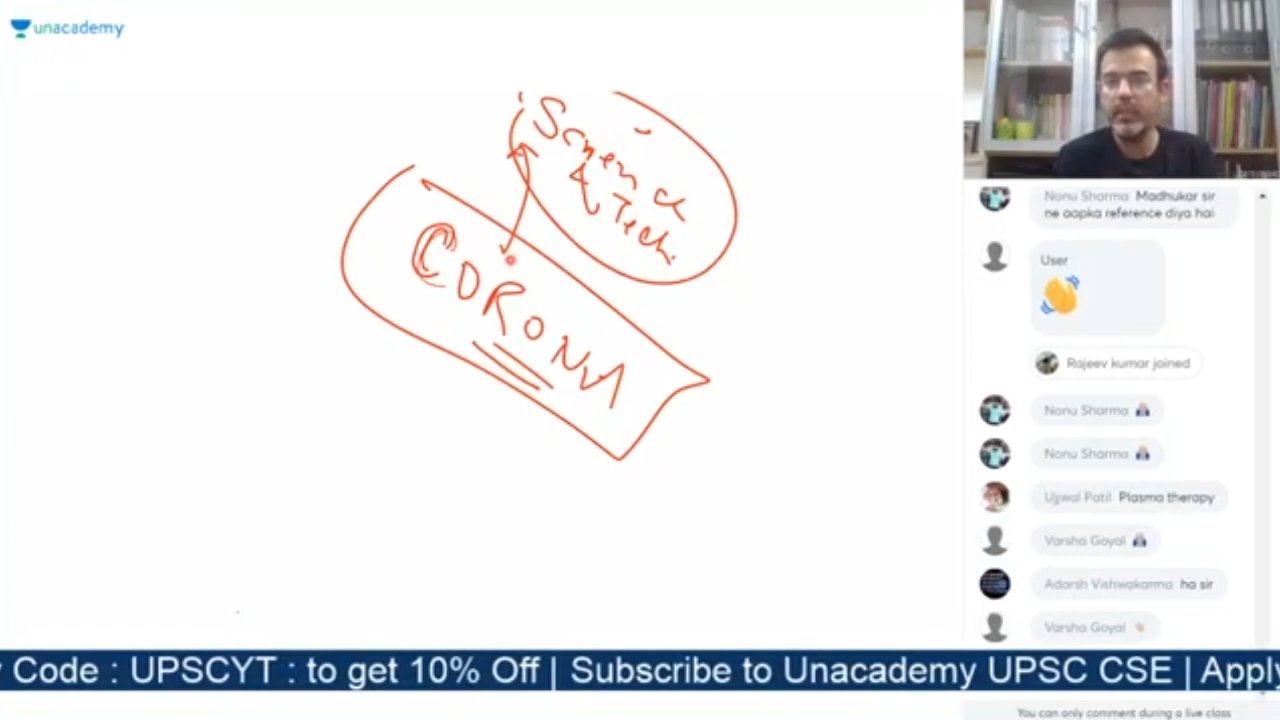 unacademy
Science
& Tech.
CORONA
Nonu Sharma Madhukar sir
ne aapka reference diya hai
User
Rajeev kumar joined
Nonu Sharma
Nonu Sharma
Ujjwal Patil Plasma therapy
Varsha Goyal
Adarsh Vishwakarma ha sir
Varsha Goyal
Code : UPSCYT : to get 10% Off | Subscribe to Unacademy UPSC CSE | Apply
You can only comment during a live class